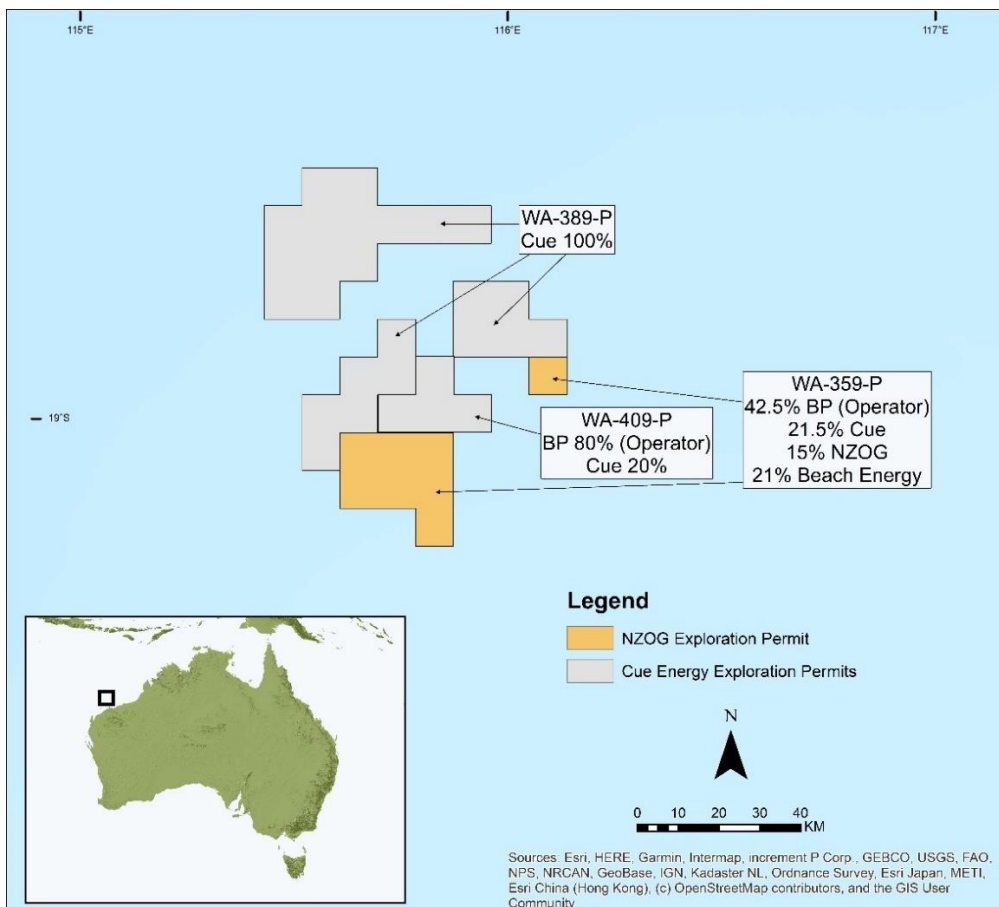 115°E
116°E
117°E
WA-389-P
Cue 100%
19°S
WA-409-P
BP 80% (Operator)
Cue 20%
WA-359-P
42.5% BP (Operator)
21.5% Cue
15% NZOG
21% Beach Energy
Legend
NZOG Exploration Permit
Cue Energy Exploration Permits
N
0 10 20 30 40
KM
Sources: Esri, HERE, Garmin, Intermap, increment P Corp., GEBCO, USGS, FAO,
NPS, NRCAN, GeoBase, IGN, Kadaster NL, Ordnance Survey, Esri Japan, METI,
Esri China (Hong Kong), (c) OpenStreetMap contributors, and the GIS User
Community